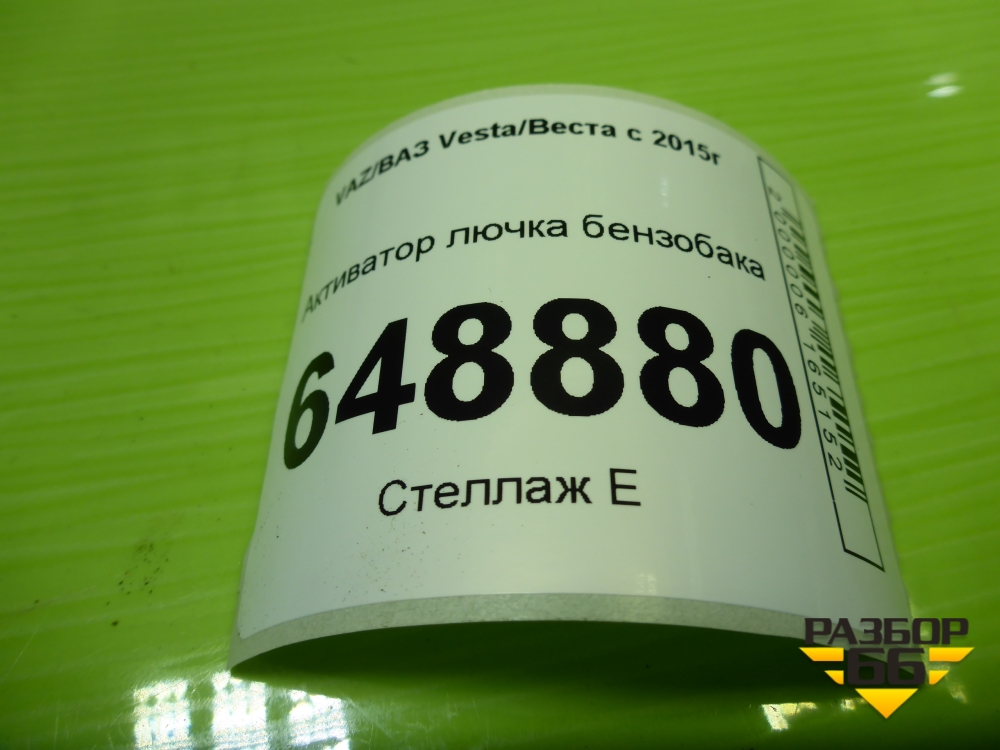 VAZ/ВАЗ Vesta/Веста с 2015г
Активатор лючка бензобака
648880
Стеллаж Е
2000006165152
РАЗБОР
66